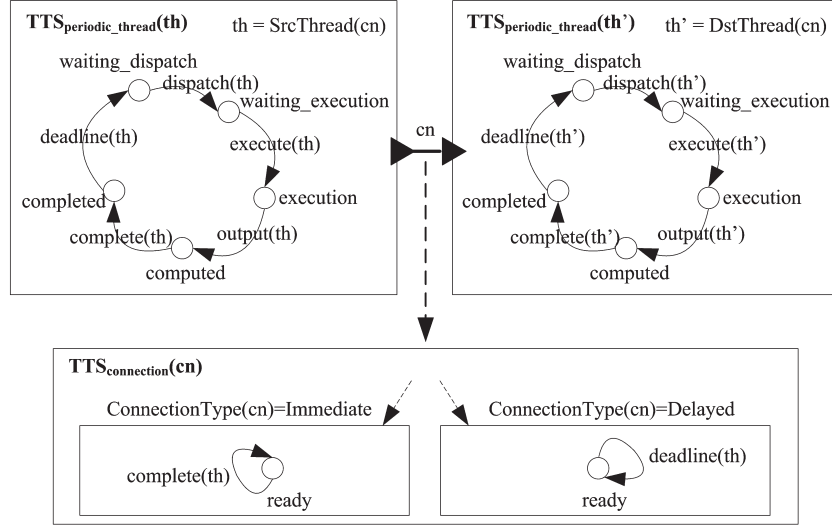 TTSperiodic_thread(th) th = SrcThread(cn)
waiting_dispatch
dispatch(th)
waiting_execution
deadline(th)
execute(th)
completed
execution
complete(th)
output(th)
computed
cn
TTSperiodic_thread(th’) th’ = DstThread(cn)
waiting_dispatch
dispatch(th’)
waiting_execution
deadline(th’)
execute(th’)
completed
execution
complete(th’)
output(th’)
computed
TTSconnection(cn)
ConnectionType(cn)=Immediate
complete(th)
ready
ConnectionType(cn)=Delayed
deadline(th)
ready